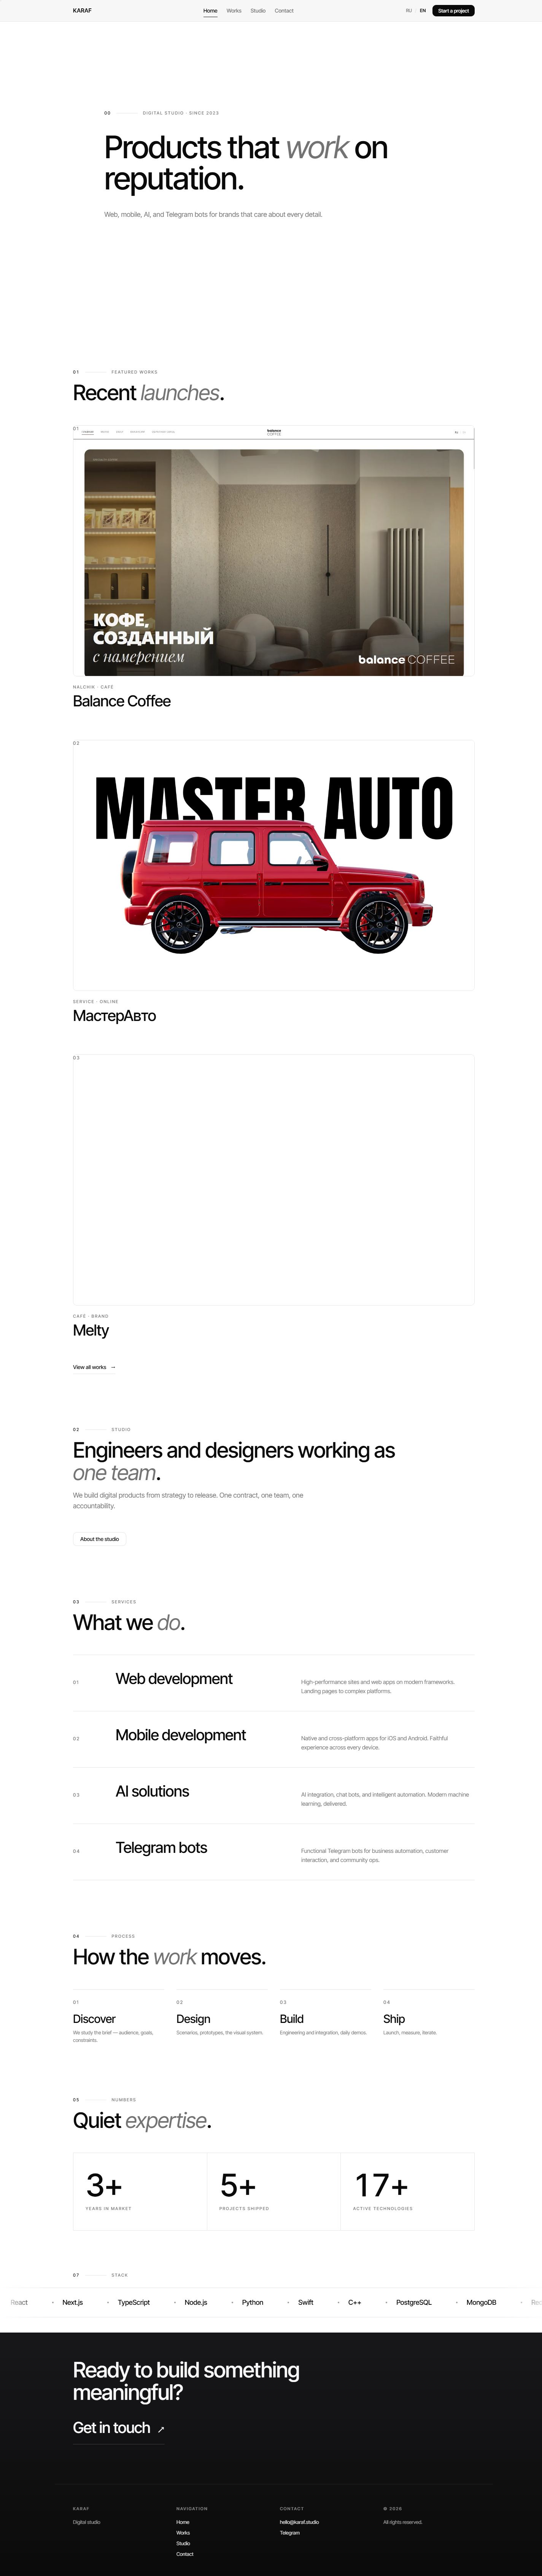 KARAF
Home Works Studio Contact
RU EN
Start a project
00 DIGITAL STUDIO · SINCE 2023
Products that work on
reputation.
Web, mobile, AI, and Telegram bots for brands that care about every detail.
01 FEATURED WORKS
Recent launches.
01
balance
COFFEE
КОФЕ,
СОЗДАННЫЙ
с намерением
balance COFFEE
NALCHIK · CAFÉ
Balance Coffee
02
MASTER AUTO
SERVICE · ONLINE
МастерАвто
03
CAFÉ · BRAND
Melty
View all works →
02 STUDIO
Engineers and designers working as
one team.
We build digital products from strategy to release. One contract, one team, one
accountability.
About the studio
03 SERVICES
What we do.
01 Web development
High-performance sites and web apps on modern frameworks.
Landing pages to complex platforms.
02 Mobile development
Native and cross-platform apps for iOS and Android. Faithful
experience across every device.
03 AI solutions
AI integration, chat bots, and intelligent automation. Modern machine
learning, delivered.
04 Telegram bots
Functional Telegram bots for business automation, customer
interaction, and community ops.
04 PROCESS
How the work moves.
01
Discover
We study the brief — audience, goals,
constraints.
02
Design
Scenarios, prototypes, the visual system.
03
Build
Engineering and integration, daily demos.
04
Ship
Launch, measure, iterate.
05 NUMBERS
Quiet expertise.
3+
YEARS IN MARKET
5+
PROJECTS SHIPPED
17+
ACTIVE TECHNOLOGIES
07 STACK
React • Next.js • TypeScript • Node.js • Python • Swift • C++ • PostgreSQL • MongoDB •
Ready to build something
meaningful?
Get in touch ↗
KARAF
Digital studio
NAVIGATION
Home
Works
Studio
Contact
CONTACT
hello@karaf.studio
Telegram
© 2026
All rights reserved.